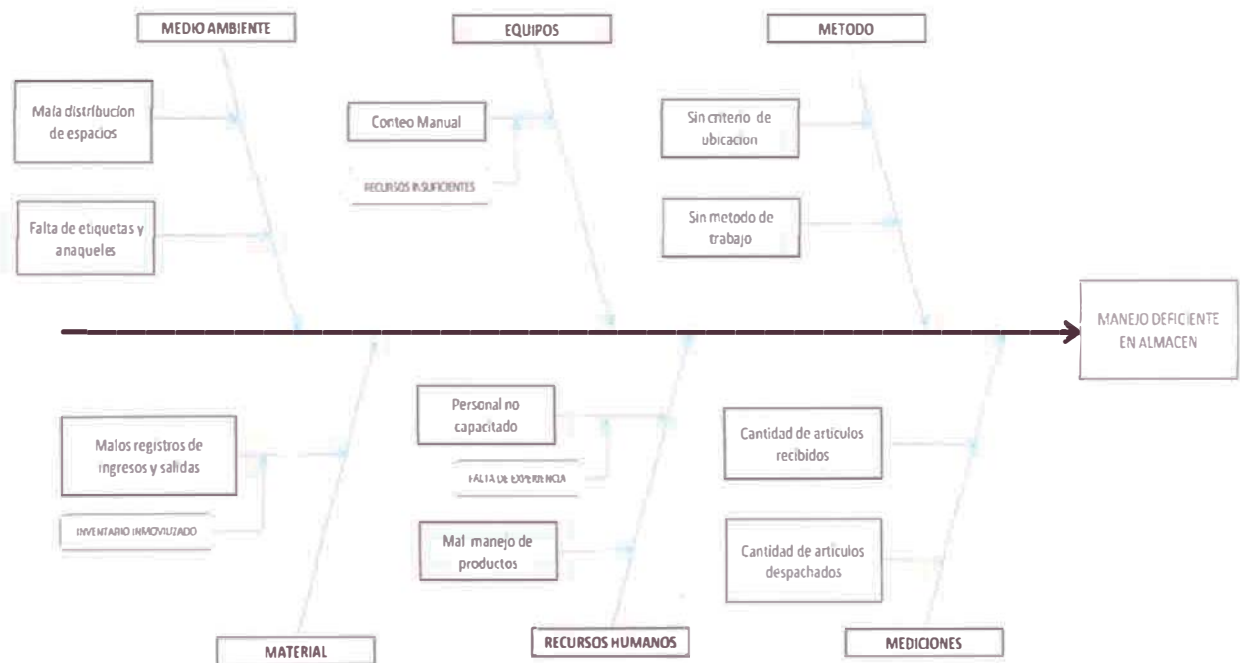 MEDIO AMBIENTE
EQUIPOS
METODO
Mala distribucion
de espacios
Conteo Manual
Sin criterio de
ubicacion
RECURSOS INSUFICIENTES
Falta de etiquetas y
anaqueles
Sin metodo de
trabajo
MANEJO DEFICIENTE
EN ALMACEN
Personal no
capacitado
Malos registros de
ingresos y salidas
Cantidad de articulos
recibidos
FALTA DE EXPERIENCIA
INVENTARIO INMOVILIZADO
Mal manejo de
productos
Cantidad de articulos
despachados
MATERIAL
RECURSOS HUMANOS
MEDICIONES